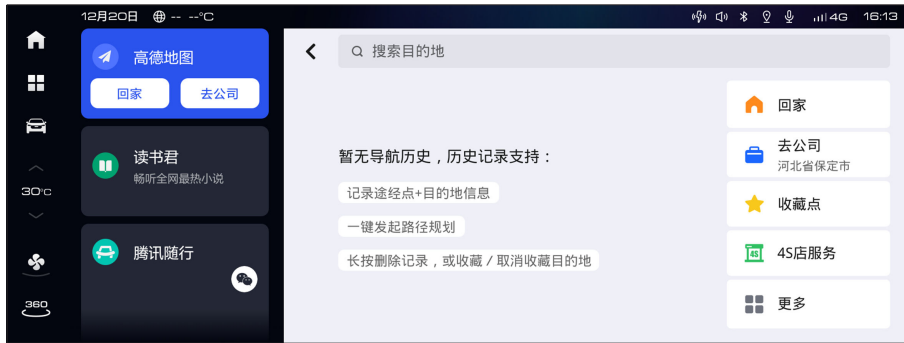 12月20日 -- --°C
4G 16:13
高德地图
回家 去公司
读书君
畅听全网最热小说
腾讯随行
30°C
360
搜索目的地
暂无导航历史，历史记录支持：
记录途经点+目的地信息
一键发起路径规划
长按删除记录，或收藏 / 取消收藏目的地
回家
去公司
河北省保定市
收藏点
4S
4S店服务
更多